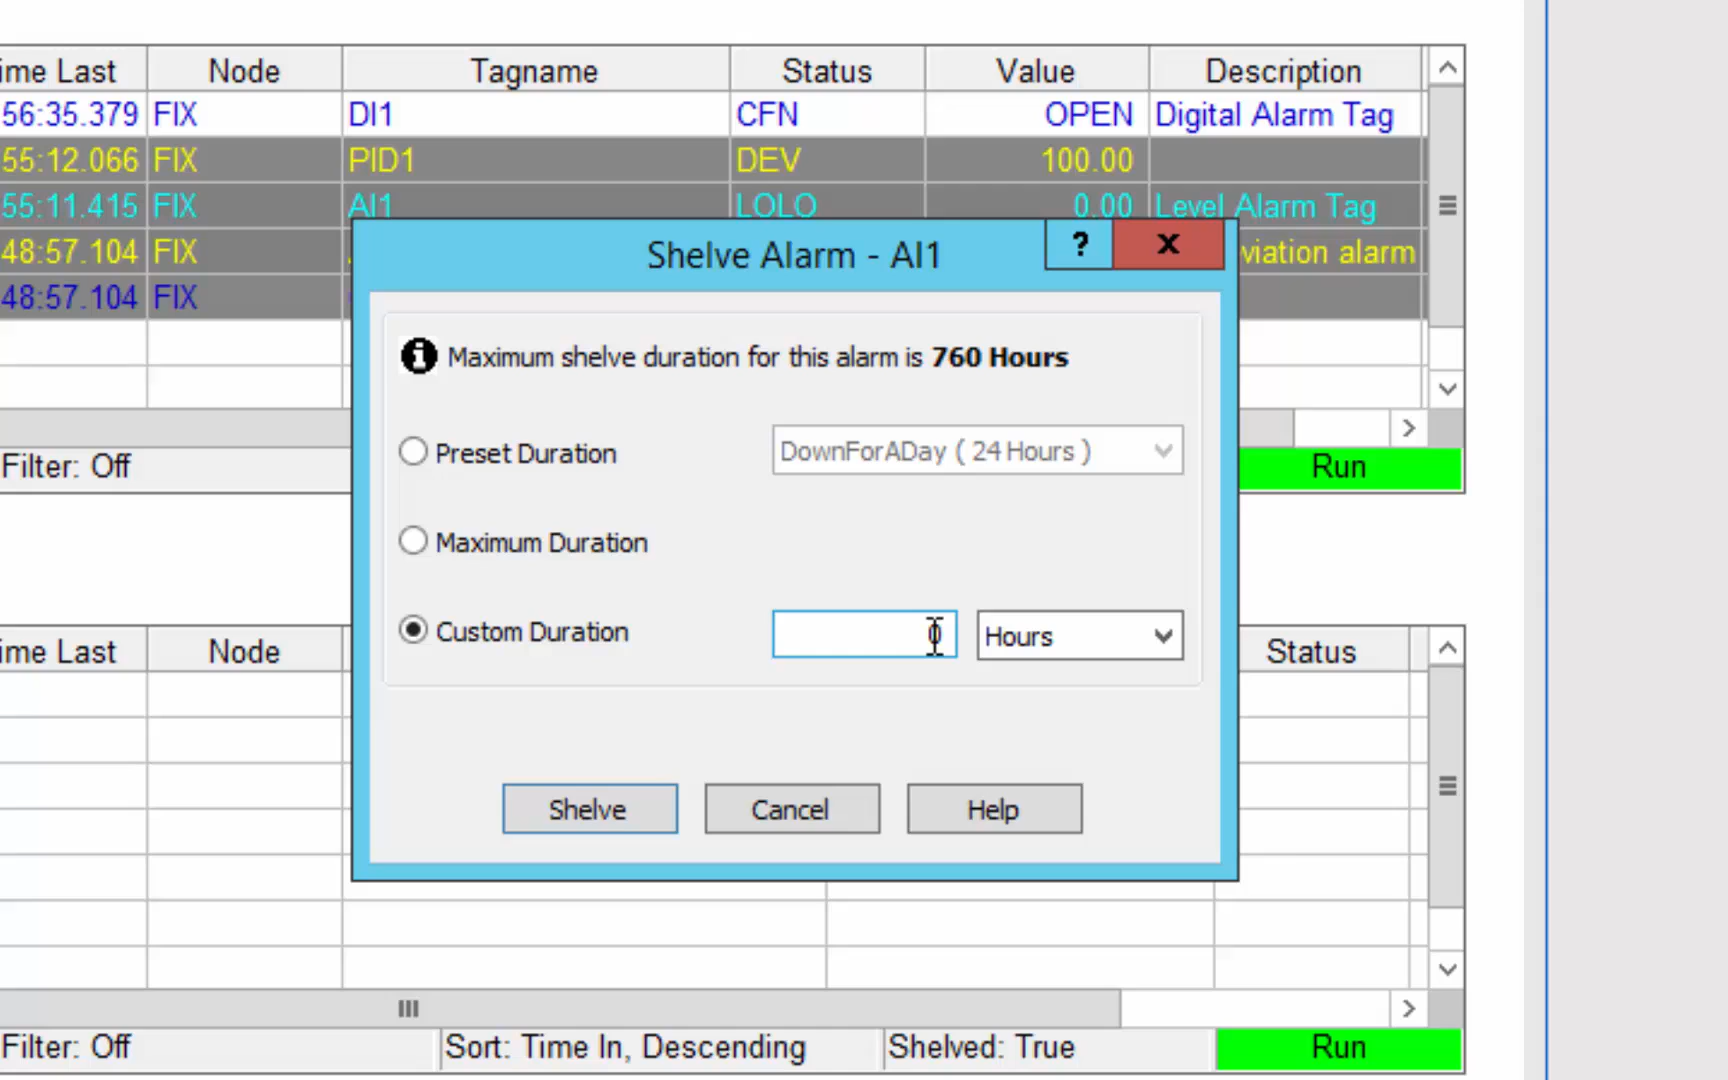 ime Last Node Tagname Status Value Description
56:35.379 FIX DI1 CFN OPEN Digital Alarm Tag
55:12.066 FIX PID1 DEV 100.00
55:11.415 FIX AI1 LOLO 0.00 Level Alarm Tag
48:57.104 FIX viation alarm
48:57.104 FIX
Filter: Off Run
Shelve Alarm - AI1 ? X
Maximum shelve duration for this alarm is 760 Hours
Preset Duration DownForADay ( 24 Hours )
Maximum Duration
Custom Duration 0 Hours
Shelve Cancel Help
ime Last Node Status
Filter: Off Sort: Time In, Descending Shelved: True Run